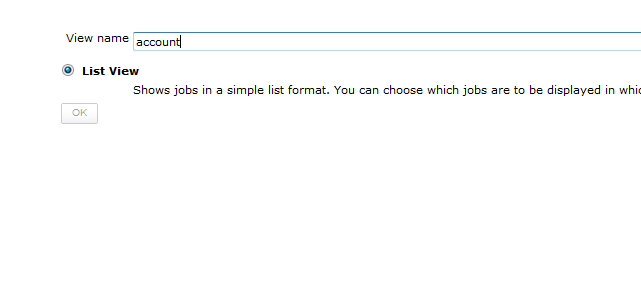 View name account
List View
Shows jobs in a simple list format. You can choose which jobs are to be displayed in
OK